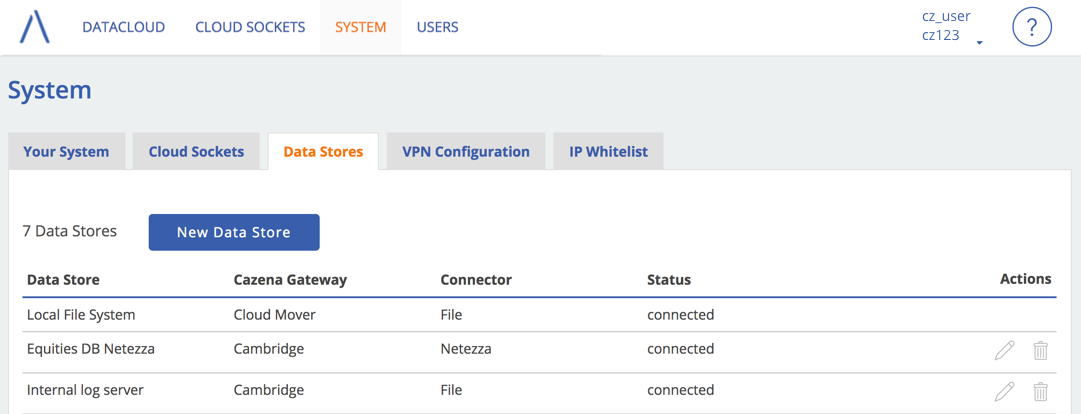 DATACLOUD CLOUD SOCKETS SYSTEM USERS cz_user
cz123
?
System
Your System Cloud Sockets Data Stores VPN Configuration IP Whitelist
7 Data Stores New Data Store
Data Store Cazena Gateway Connector Status Actions
Local File System Cloud Mover File connected
Equities DB Netezza Cambridge Netezza connected
Internal log server Cambridge File connected